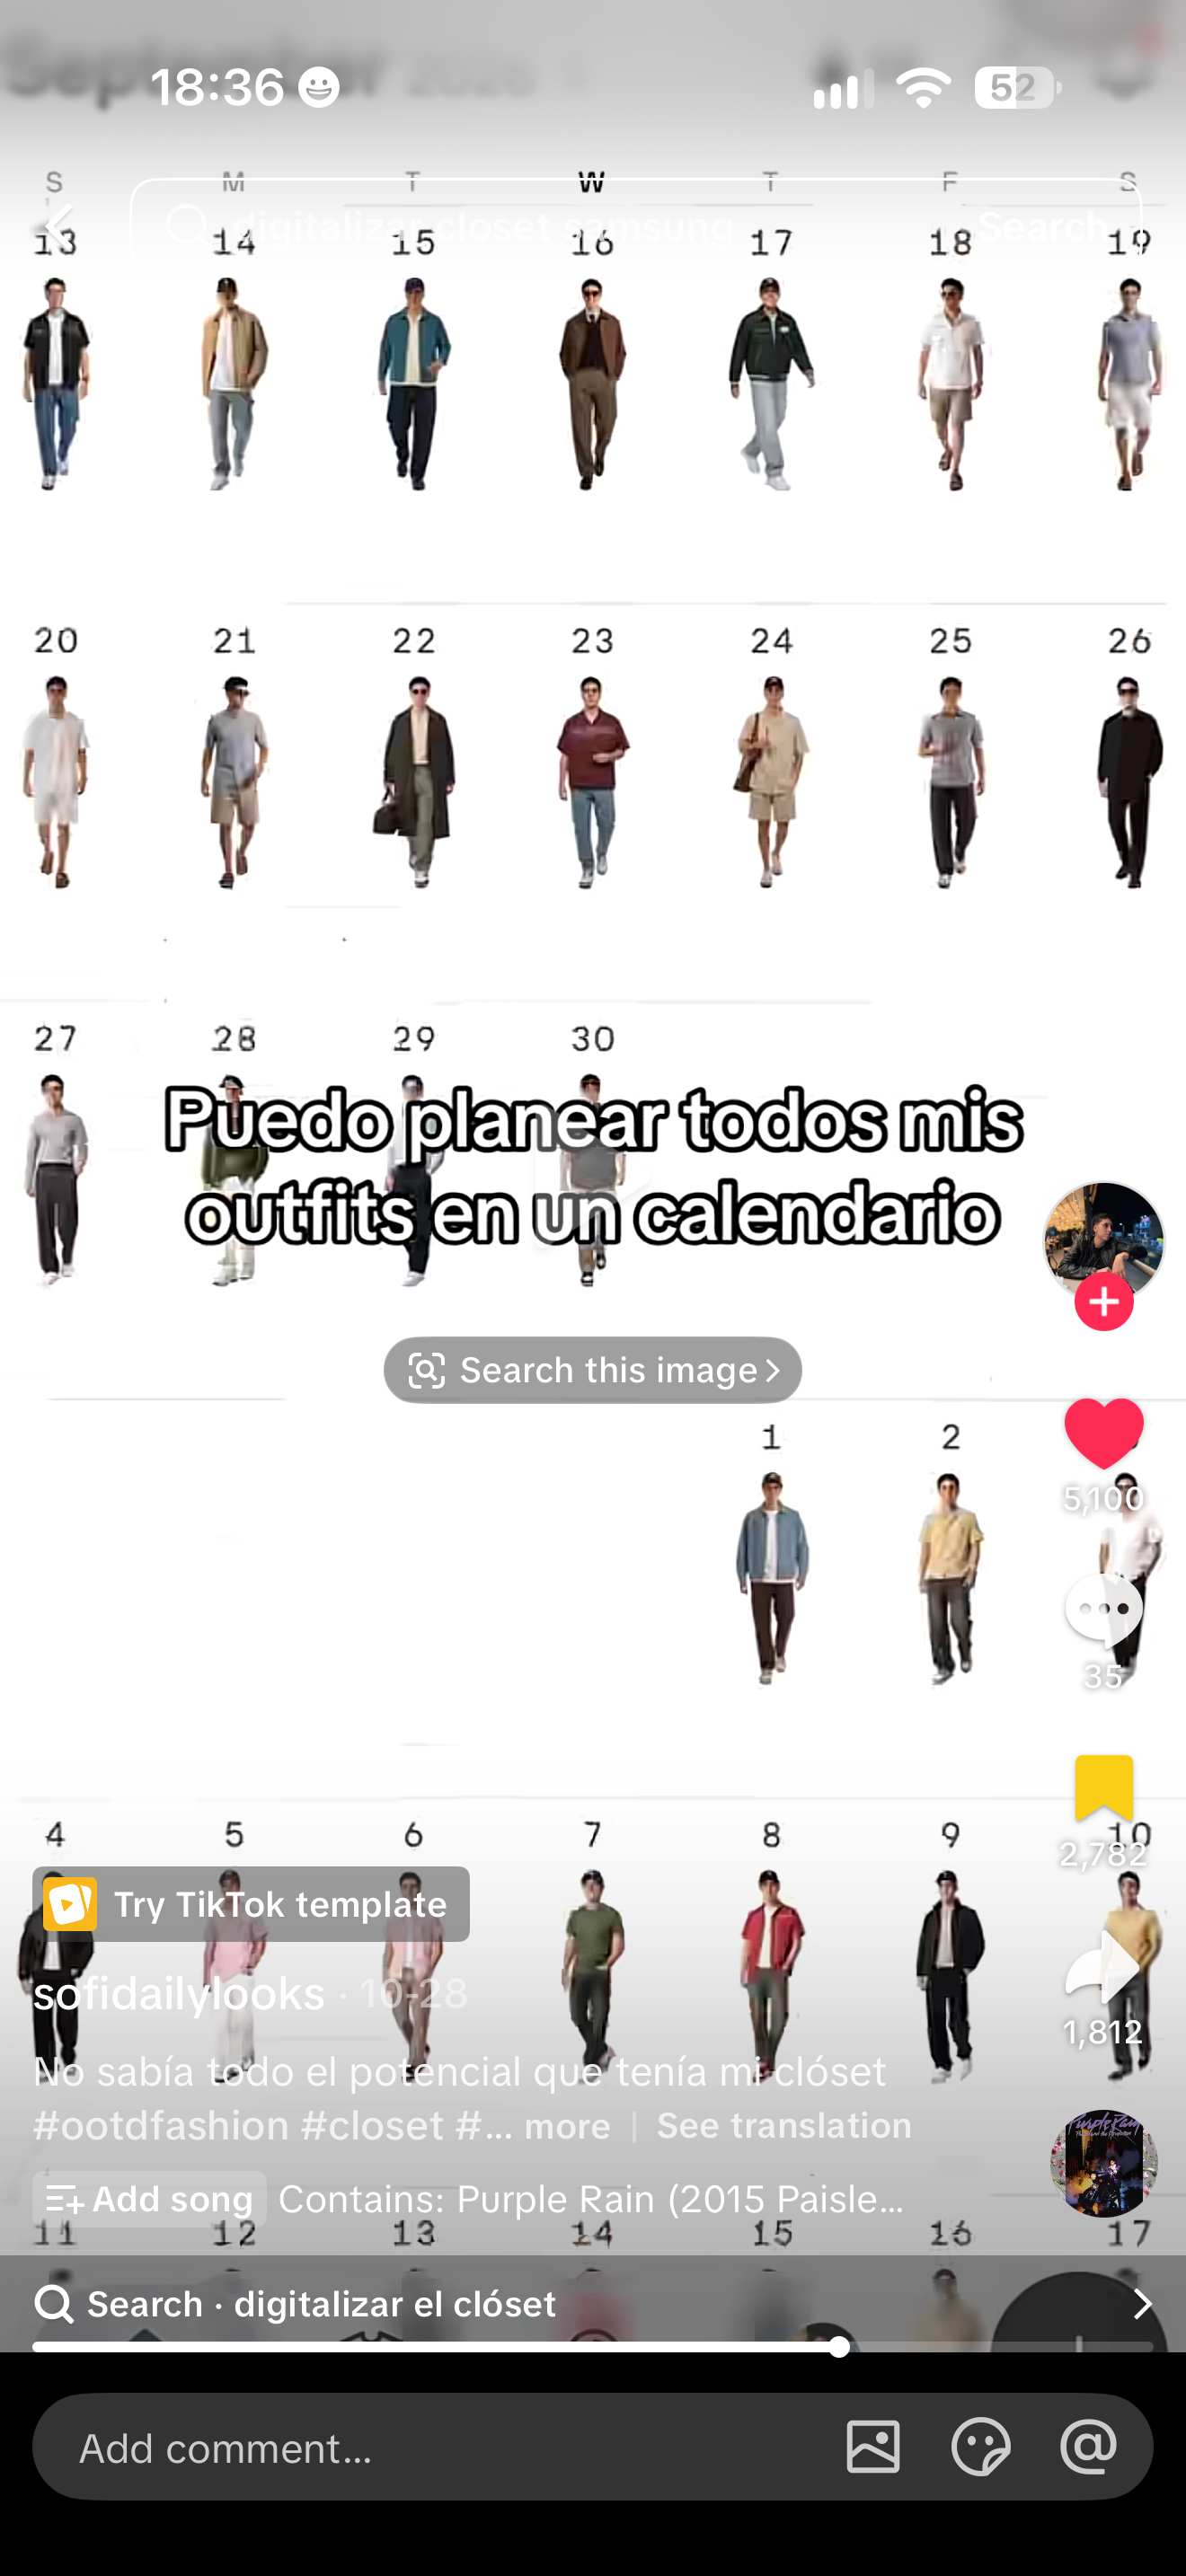 September 2026
18:36
52
S M T W T F S
digitalizar closet samsung
Search
13 14 15 16 17 18 19
20 21 22 23 24 25 26
27 28 29 30
Puedo planear todos mis
outfits en un calendario
Search this image
1 2
5,100
35
4 5 6 7 8 9 10
2,782
Try TikTok template
sofidailylooks · 10-28
1,812
No sabía todo el potencial que tenía mi clóset
#ootdfashion #closet #... more | See translation
Purple Rain
Add song Contains: Purple Rain (2015 Paisle...
11 12 13 14 15 16 17
Search · digitalizar el clóset
Add comment...